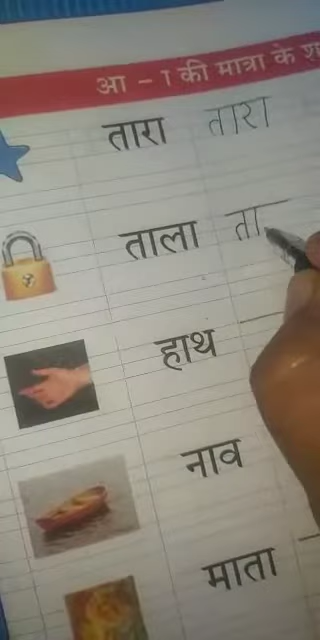 आ - ा की मात्रा के
तारा तारा
ताला ता
हाथ
नाव
माता